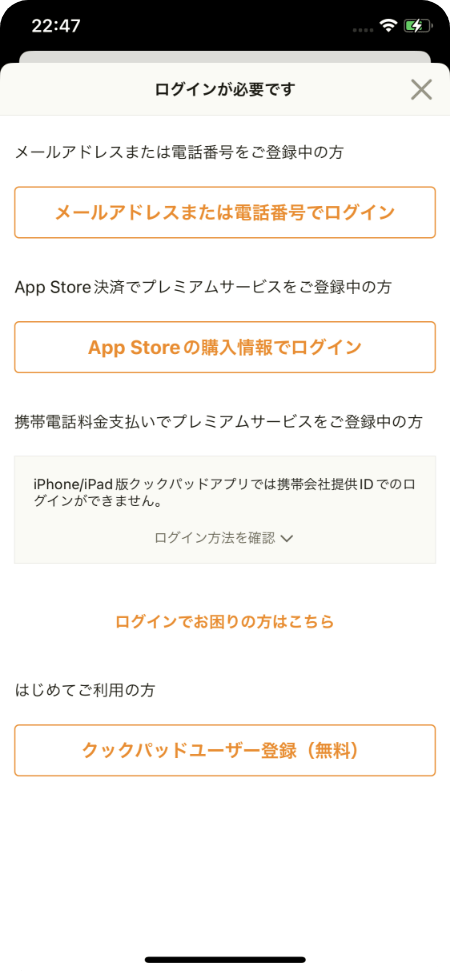 22:47
ログインが必要です
メールアドレスまたは電話番号をご登録中の方
メールアドレスまたは電話番号でログイン
App Store決済でプレミアムサービスをご登録中の方
App Storeの購入情報でログイン
携帯電話料金支払いでプレミアムサービスをご登録中の方
iPhone/iPad版クックパッドアプリでは携帯会社提供IDでのロ
グインができません。
ログイン方法を確認
ログインでお困りの方はこちら
はじめてご利用の方
クックパッドユーザー登録（無料）